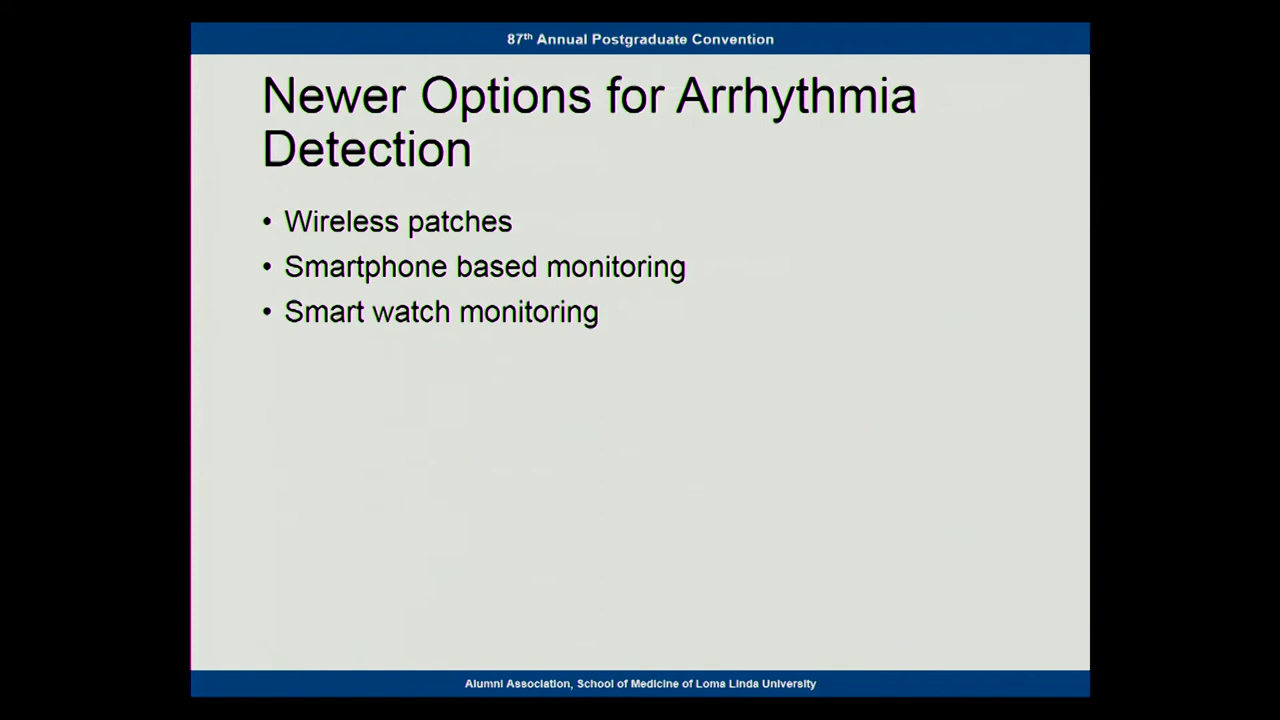 87th Annual Postgraduate Convention
Newer Options for Arrhythmia
Detection
• Wireless patches
• Smartphone based monitoring
• Smart watch monitoring
Alumni Association, School of Medicine of Loma Linda University